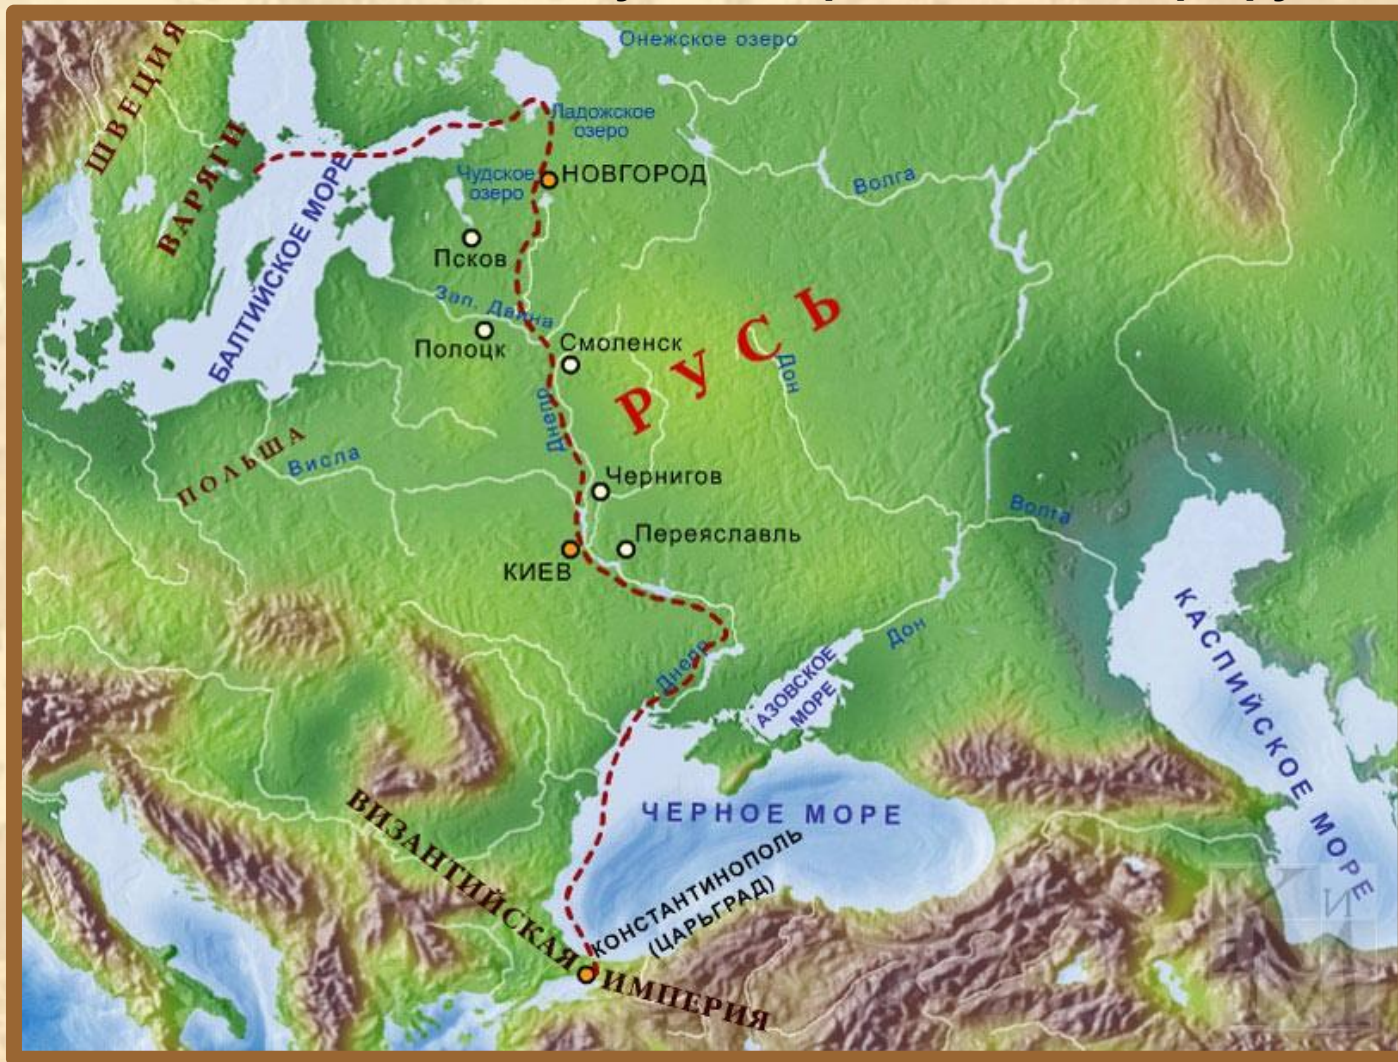 Онежское озеро
ШВЕЦИЯ
ВАРЯГИ
Ладожское
озеро
Чудское
озеро
НОВГОРОД
Волга
БАЛТИЙСКОЕ МОРЕ
Псков
Зап. Двина
Полоцк
Смоленск
РУСЬ
Дон
Днепр
ПОЛЬША
Висла
Чернигов
Волга
Переяславль
КИЕВ
Днепр
Дон
АЗОВСКОЕ
МОРЕ
КАСПИЙСКОЕ МОРЕ
ЧЕРНОЕ МОРЕ
КОНСТАНТИНОПОЛЬ
(ЦАРЬГРАД)
ВИЗАНТИЙСКАЯ
ИМПЕРИЯ
К и М